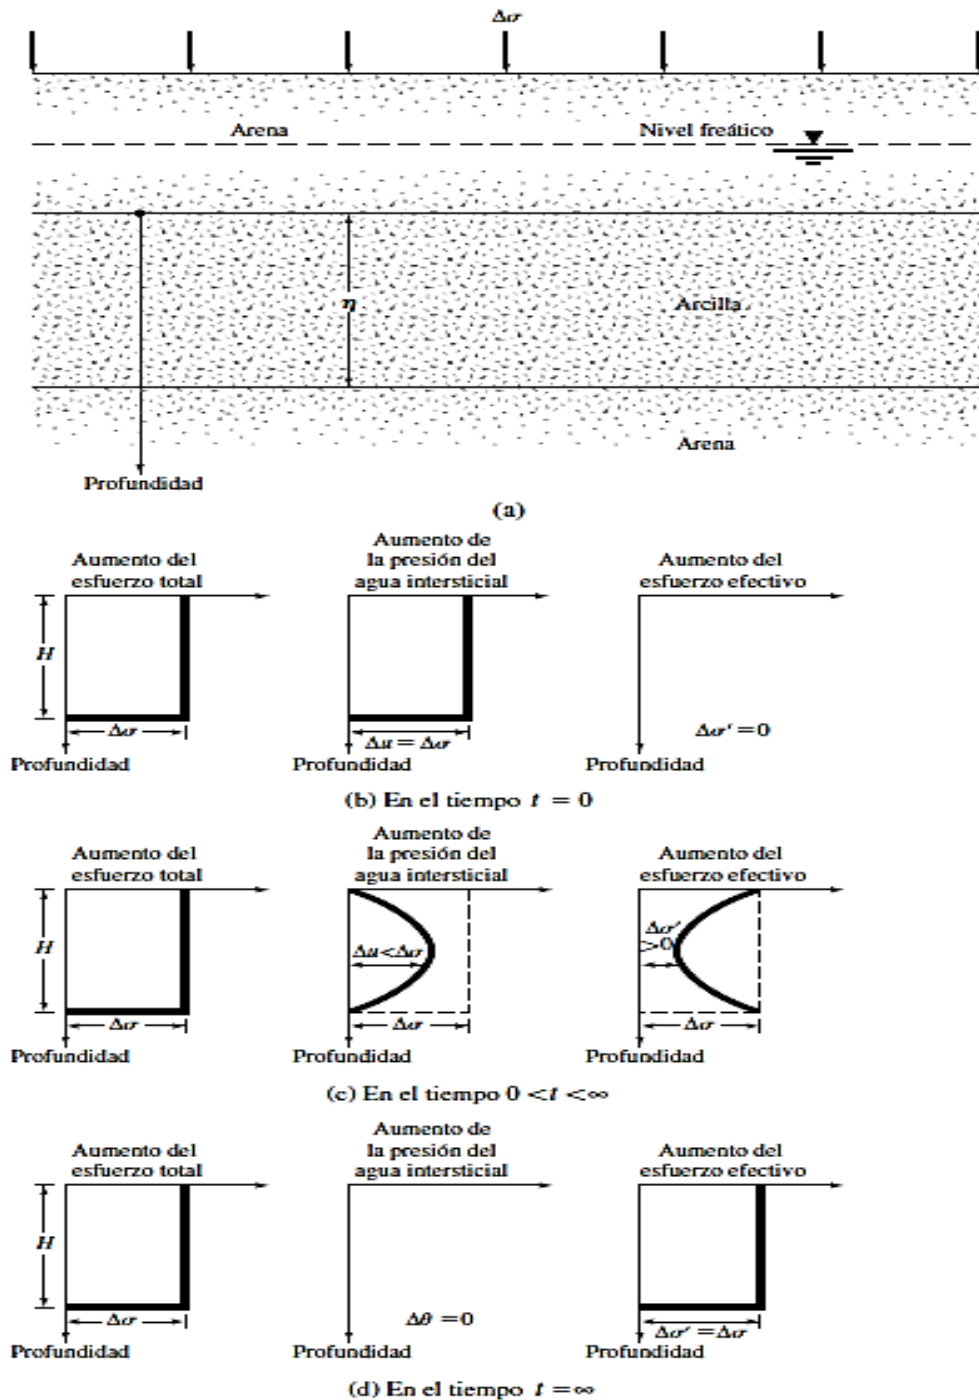 Δσ
Arena
Nivel freático
η
Arcilla
Arena
Profundidad
(a)
Aumento del
esfuerzo total
Aumento de
la presión del
agua intersticial
Aumento del
esfuerzo efectivo
H
Δσ
Δu = Δσ
Δσ′ = 0
Profundidad
Profundidad
Profundidad
(b) En el tiempo t = 0
Aumento del
esfuerzo total
Aumento de
la presión del
agua intersticial
Aumento del
esfuerzo efectivo
H
Δu < Δσ
Δσ′
> 0
Δσ
Δσ
Δσ
Profundidad
Profundidad
Profundidad
(c) En el tiempo 0 < t < ∞
Aumento del
esfuerzo total
Aumento de
la presión del
agua intersticial
Aumento del
esfuerzo efectivo
H
Δσ
Δθ = 0
Δσ′ = Δσ
Profundidad
Profundidad
Profundidad
(d) En el tiempo t = ∞